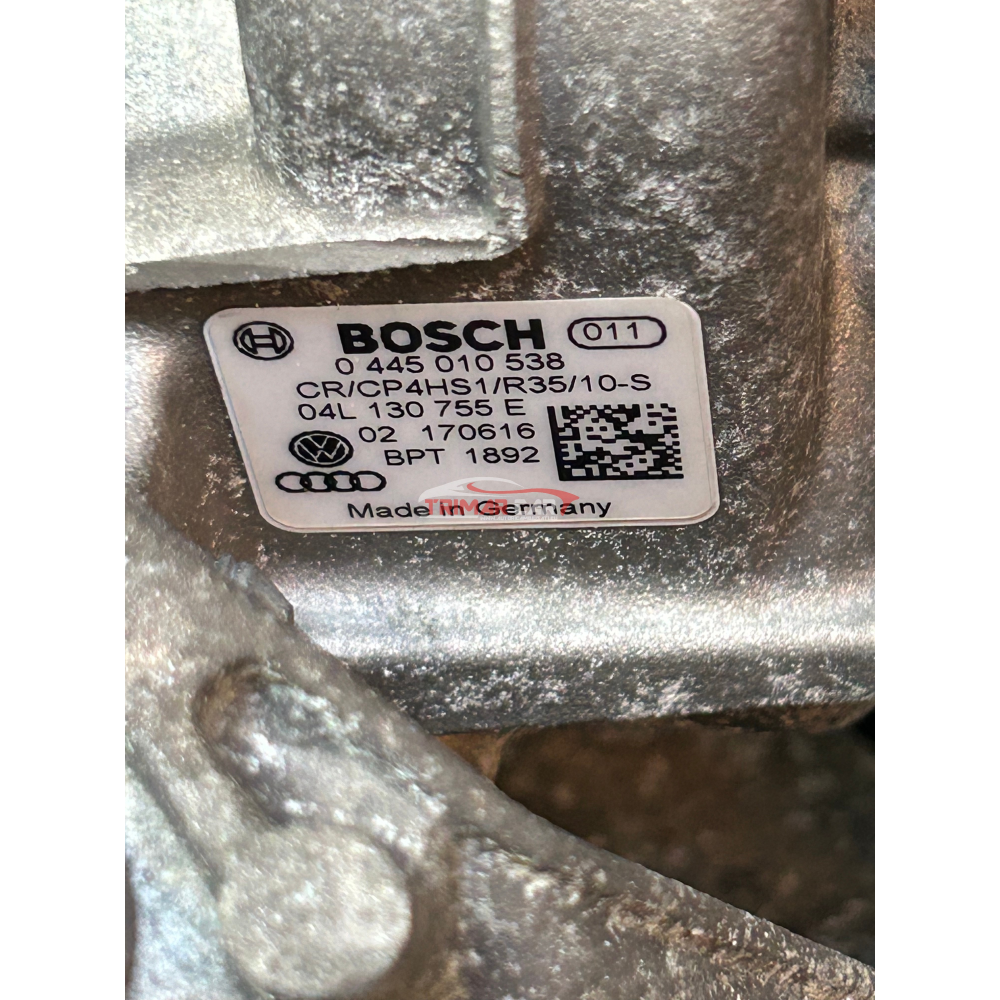 BOSCH 011
0 445 010 538
CR/CP4HS1/R35/10-S
04L 130 755 E
02 170616
BPT 1892
Made in Germany